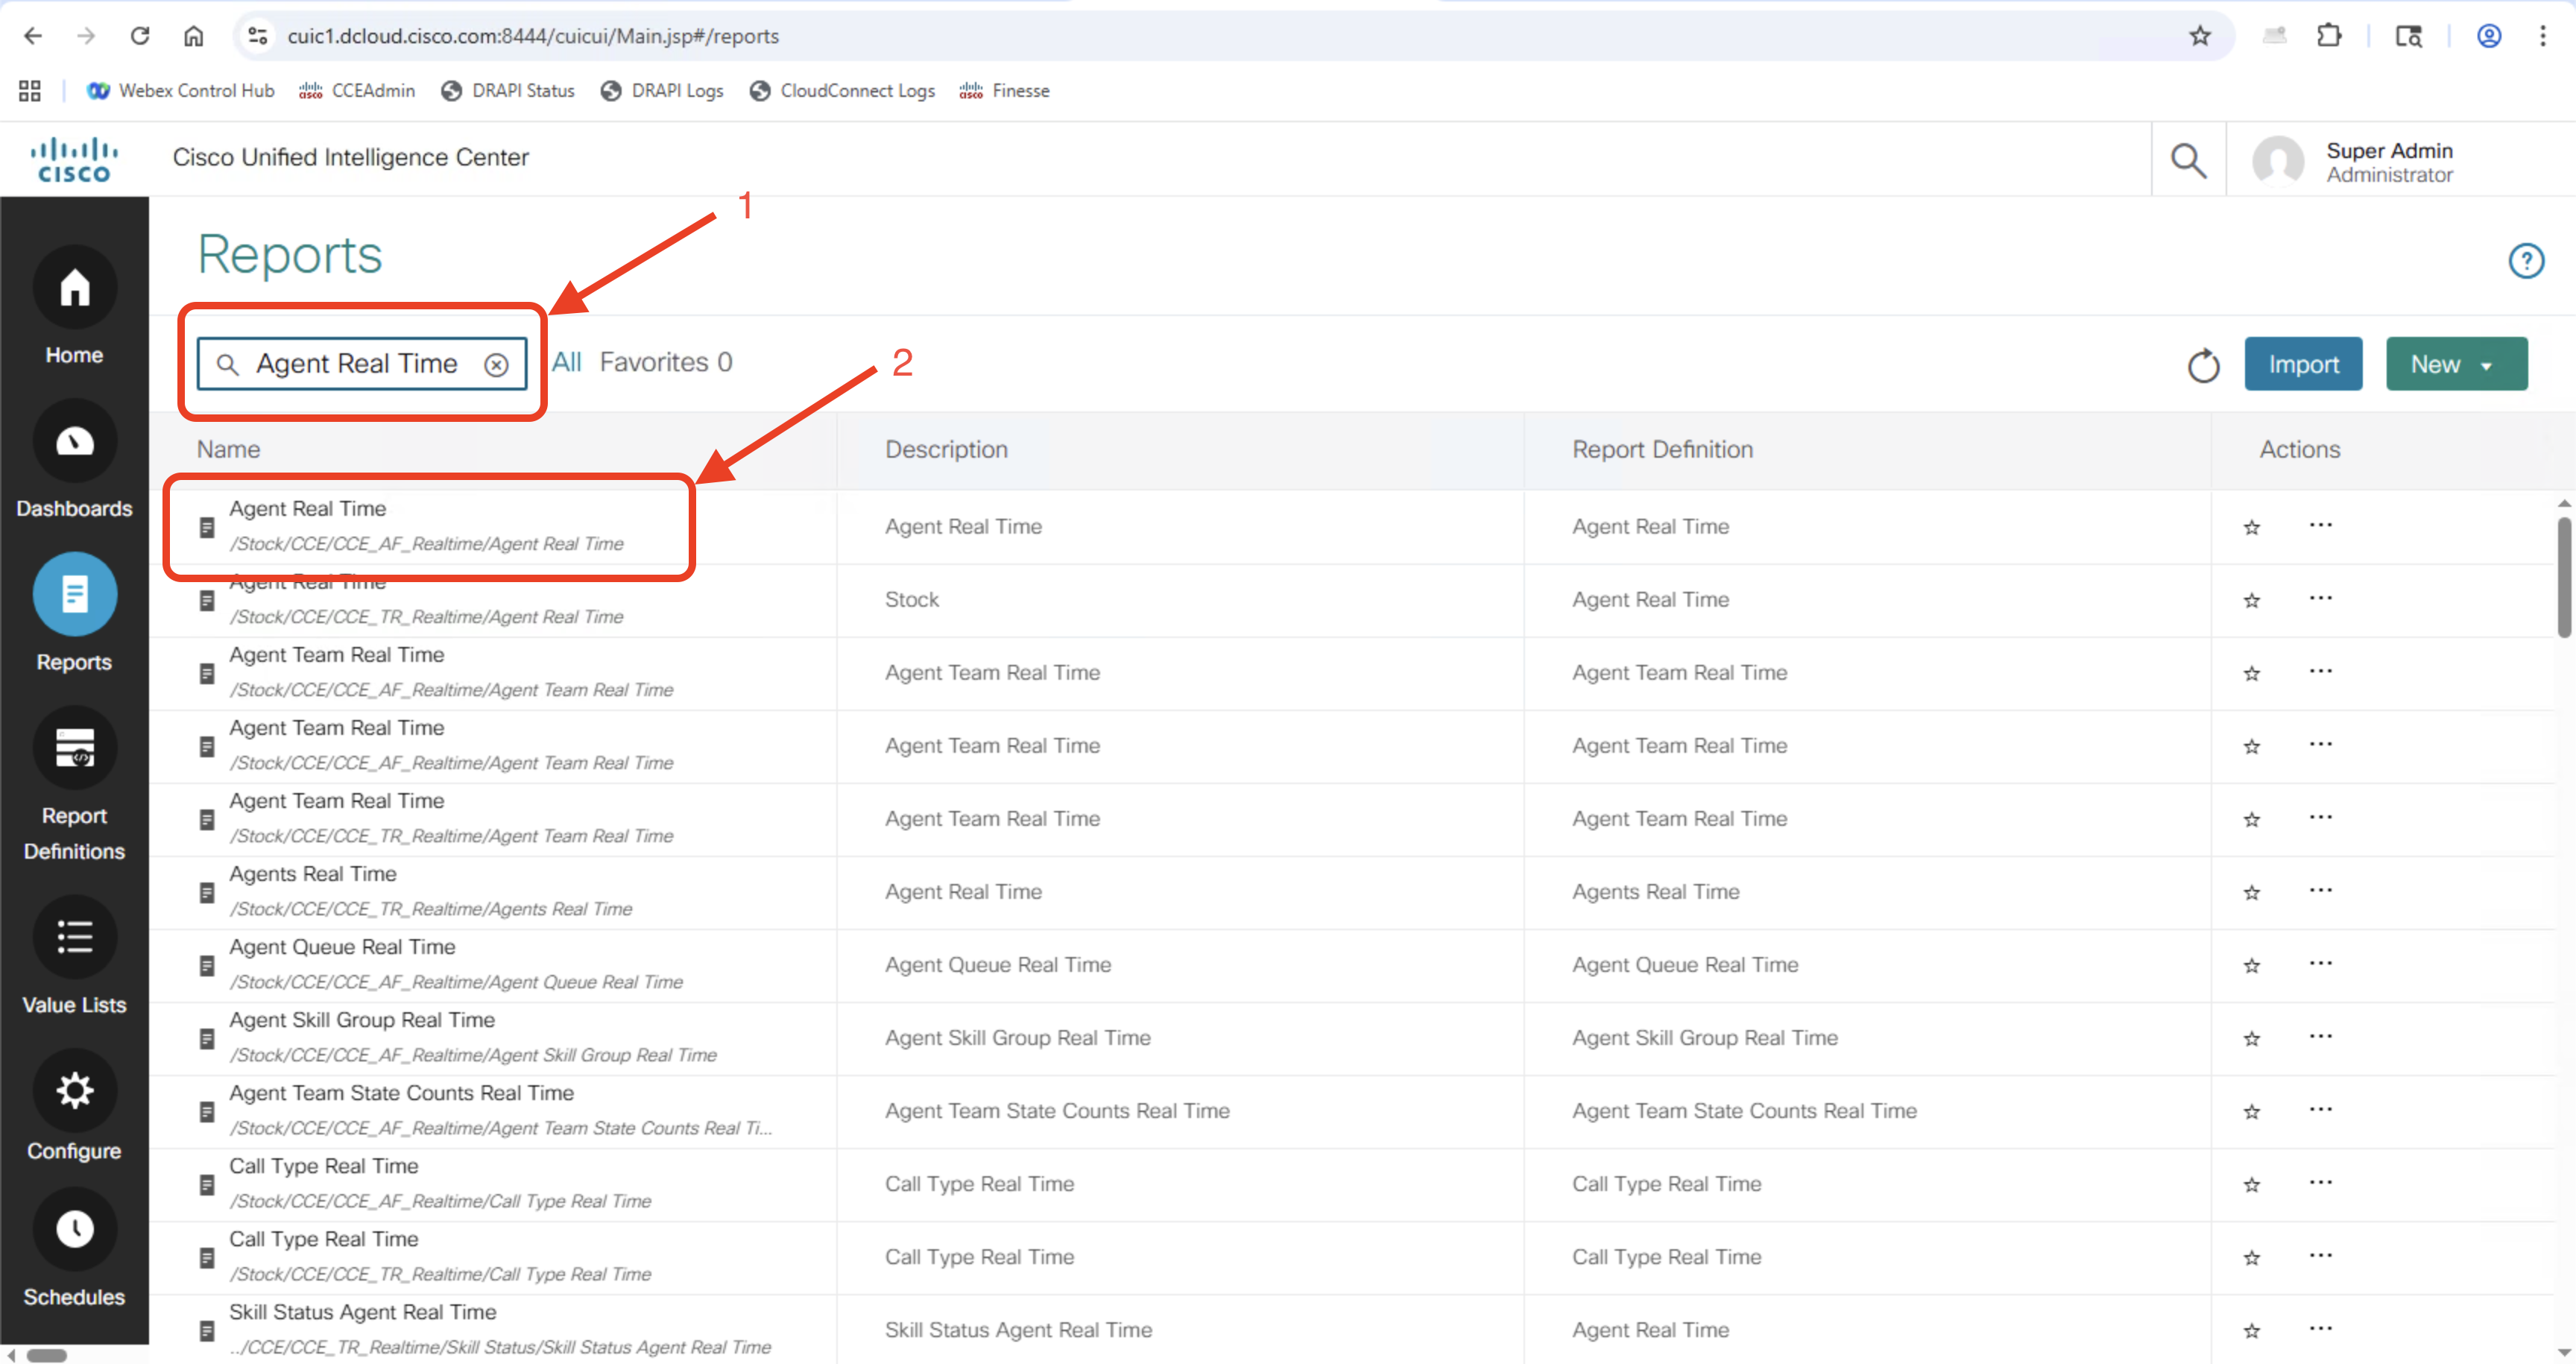 cuic1.dcloud.cisco.com:8444/cuicui/Main.jsp#/reports
Webex Control Hub CCEAdmin DRAPI Status DRAPI Logs CloudConnect Logs Finesse
CISCO
Cisco Unified Intelligence Center
Super Admin
Administrator
1
Reports
Agent Real Time All Favorites 0 Import New
2
Name Description Report Definition Actions
Agent Real Time
/Stock/CCE/CCE_AF_Realtime/Agent Real Time
Agent Real Time Agent Real Time
Agent Real Time
/Stock/CCE/CCE_TR_Realtime/Agent Real Time
Stock Agent Real Time
Agent Team Real Time
/Stock/CCE/CCE_AF_Realtime/Agent Team Real Time
Agent Team Real Time Agent Team Real Time
Agent Team Real Time
/Stock/CCE/CCE_AF_Realtime/Agent Team Real Time
Agent Team Real Time Agent Team Real Time
Agent Team Real Time
/Stock/CCE/CCE_TR_Realtime/Agent Team Real Time
Agent Team Real Time Agent Team Real Time
Agents Real Time
/Stock/CCE/CCE_TR_Realtime/Agents Real Time
Agent Real Time Agents Real Time
Agent Queue Real Time
/Stock/CCE/CCE_AF_Realtime/Agent Queue Real Time
Agent Queue Real Time Agent Queue Real Time
Agent Skill Group Real Time
/Stock/CCE/CCE_AF_Realtime/Agent Skill Group Real Time
Agent Skill Group Real Time Agent Skill Group Real Time
Agent Team State Counts Real Time
/Stock/CCE/CCE_AF_Realtime/Agent Team State Counts Real Ti...
Agent Team State Counts Real Time Agent Team State Counts Real Time
Call Type Real Time
/Stock/CCE/CCE_AF_Realtime/Call Type Real Time
Call Type Real Time Call Type Real Time
Call Type Real Time
/Stock/CCE/CCE_TR_Realtime/Call Type Real Time
Call Type Real Time Call Type Real Time
Skill Status Agent Real Time
../CCE/CCE_TR_Realtime/Skill Status/Skill Status Agent Real Time
Skill Status Agent Real Time Agent Real Time
Home
Dashboards
Reports
Report
Definitions
Value Lists
Configure
Schedules